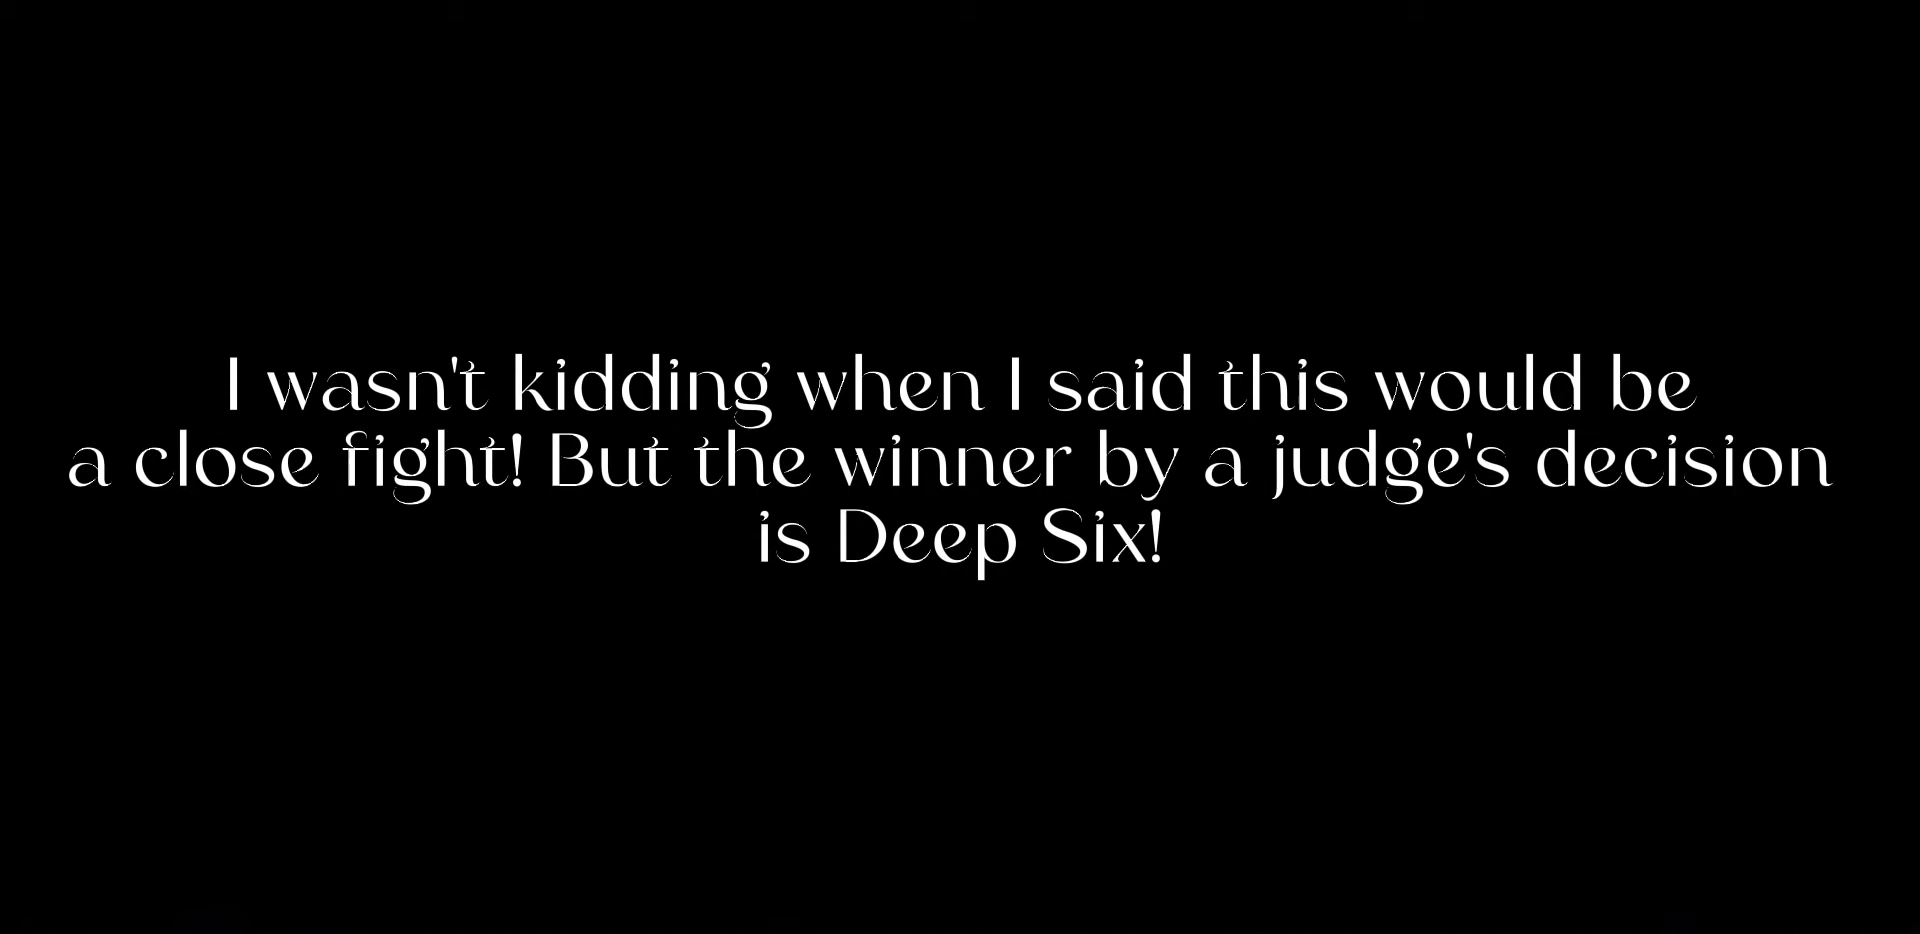 I wasn't kidding when I said this would be
a close fight! But the winner by a judge's decision
is Deep Six!